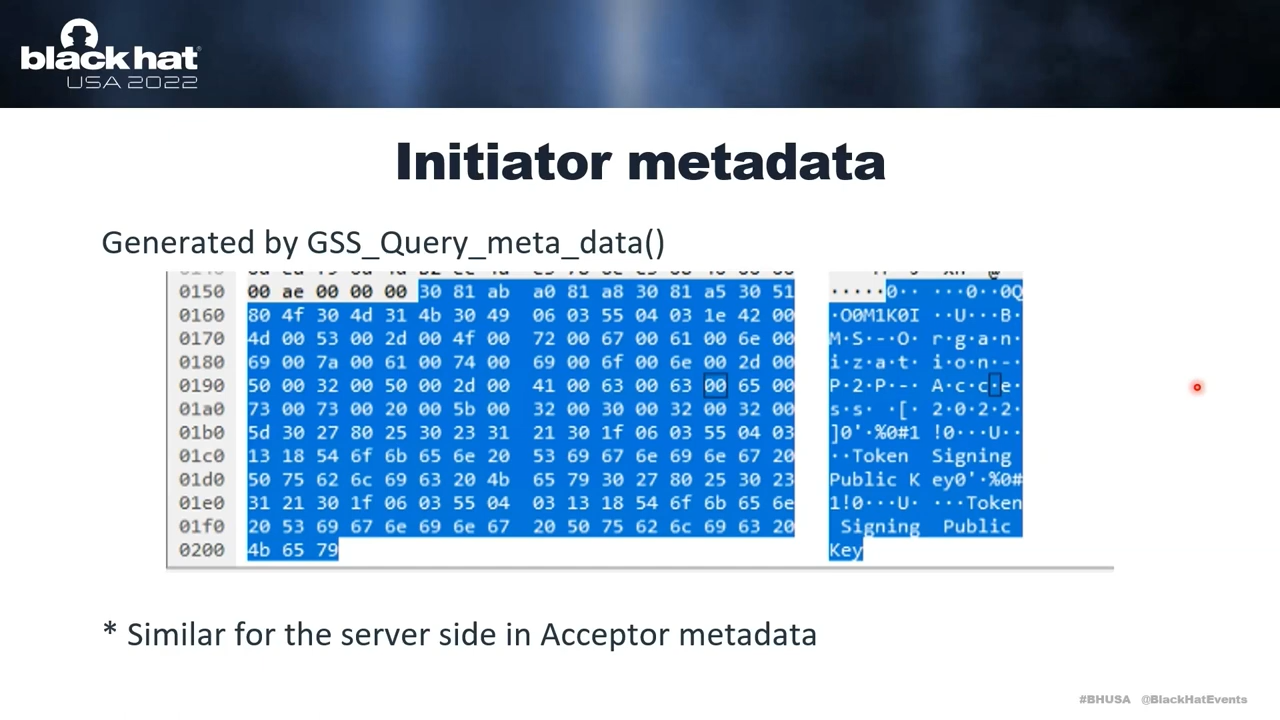 black hat
USA 2022
Initiator metadata
Generated by GSS_Query_meta_data()
0150 00 ae 00 00 00 30 81 ab a0 81 a8 30 81 a5 30 51 ·····0·· ···0··0Q
0160 80 4f 30 4d 31 4b 30 49 06 03 55 04 03 1e 42 00 ·O0M1K0I ··U···B·
0170 4d 00 53 00 2d 00 4f 00 72 00 67 00 61 00 6e 00 M·S·-·O· r·g·a·n·
0180 69 00 7a 00 61 00 74 00 69 00 6f 00 6e 00 2d 00 i·z·a·t· i·o·n·-·
0190 50 00 32 00 50 00 2d 00 41 00 63 00 63 00 65 00 P·2·P·-· A·c·c·e·
01a0 73 00 73 00 20 00 5b 00 32 00 30 00 32 00 32 00 s·s· ·[· 2·0·2·2·
01b0 5d 30 27 80 25 30 23 31 21 30 1f 06 03 55 04 03 ]0'·%0#1 !0···U··
01c0 13 18 54 6f 6b 65 6e 20 53 69 67 6e 69 6e 67 20 ··Token Signing
01d0 50 75 62 6c 69 63 20 4b 65 79 30 27 80 25 30 23 Public K ey0'·%0#
01e0 31 21 30 1f 06 03 55 04 03 13 18 54 6f 6b 65 6e 1!0···U· ···Token
01f0 20 53 69 67 6e 69 6e 67 20 50 75 62 6c 69 63 20 Signing Public
0200 4b 65 79 Key
* Similar for the server side in Acceptor metadata
#BHUSA @BlackHatEvents